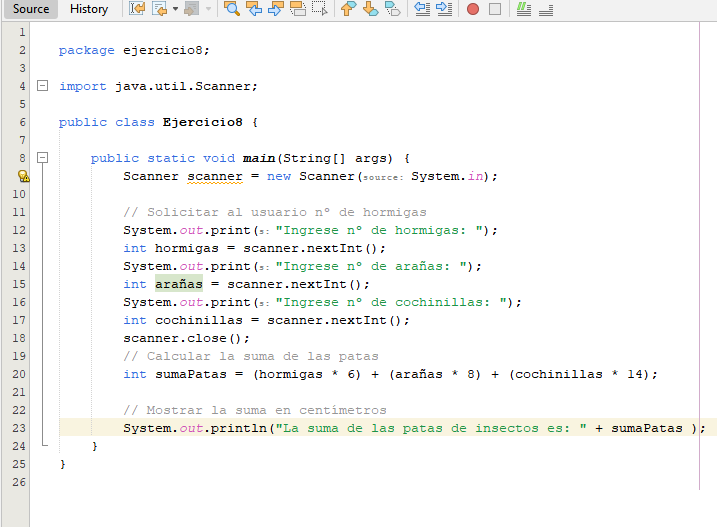 Source History
1
2 package ejercicio8;
3
4 import java.util.Scanner;
5
6 public class Ejercicio8 {
7
8 public static void main(String[] args) {
Scanner scanner = new Scanner(source: System.in);
10
11 // Solicitar al usuario nº de hormigas
12 System.out.print(s: "Ingrese nº de hormigas: ");
13 int hormigas = scanner.nextInt();
14 System.out.print(s: "Ingrese nº de arañas: ");
15 int arañas = scanner.nextInt();
16 System.out.print(s: "Ingrese nº de cochinillas: ");
17 int cochinillas = scanner.nextInt();
18 scanner.close();
19 // Calcular la suma de las patas
20 int sumaPatas = (hormigas * 6) + (arañas * 8) + (cochinillas * 14);
21
22 // Mostrar la suma en centímetros
23 System.out.println("La suma de las patas de insectos es: " + sumaPatas );
24 }
25 }
26